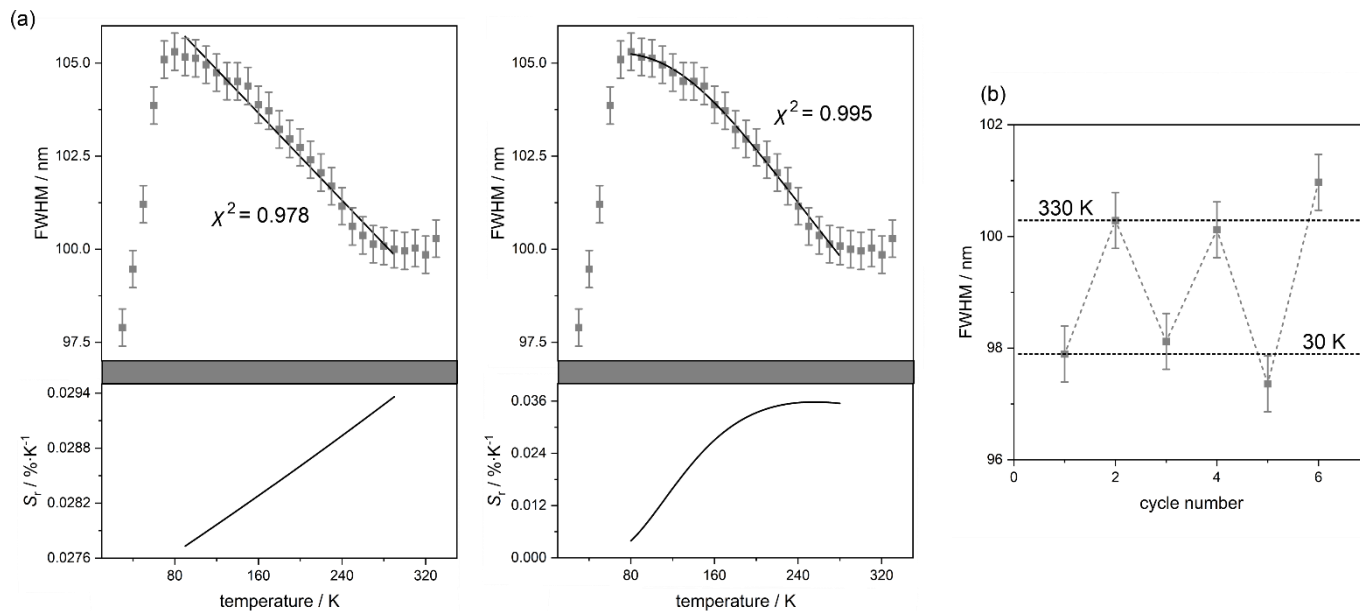 (a)
105.0
102.5
100.0
97.5
FWHM / nm
χ² = 0.978
0.0294
0.0288
0.0282
0.0276
Sᵣ / %·K⁻¹
80
160
240
320
temperature / K
105.0
102.5
100.0
97.5
FWHM / nm
χ² = 0.995
0.036
0.024
0.012
0.000
Sᵣ / %·K⁻¹
80
160
240
320
temperature / K
(b)
102
100
98
96
FWHM / nm
330 K
30 K
0
2
4
6
cycle number